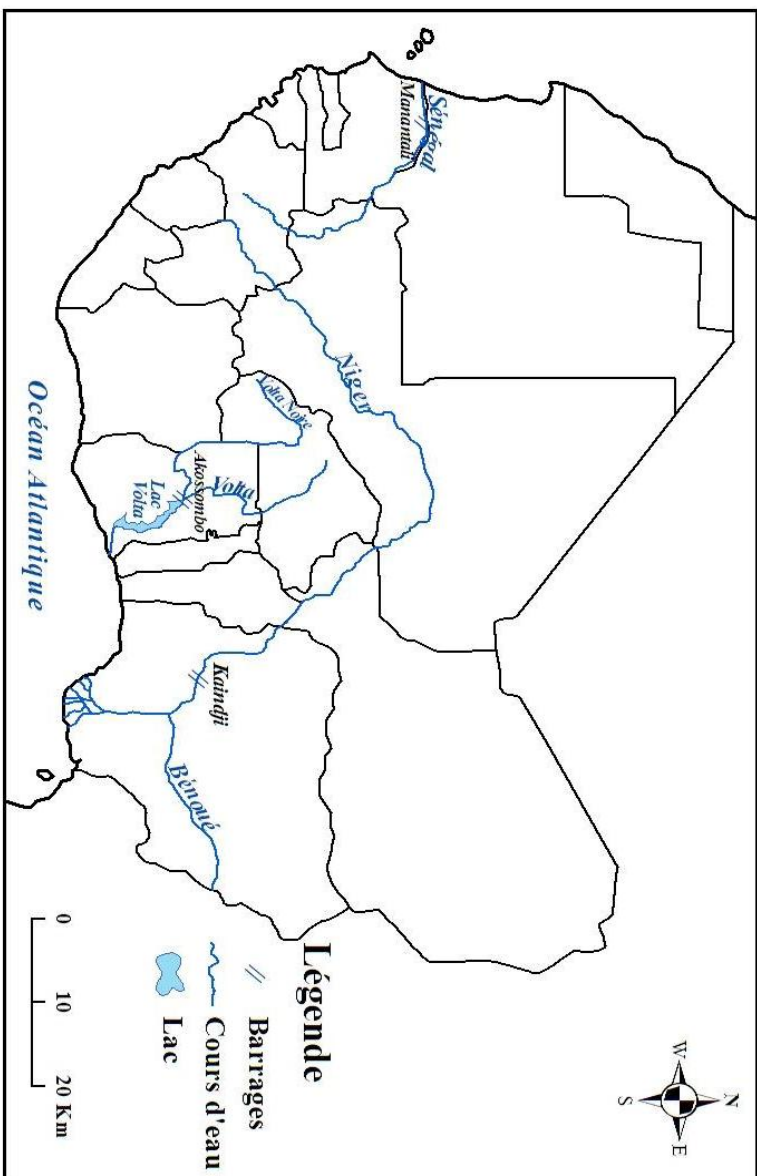 N
W
E
S
Sénégal
Manantali
Niger
Volta Noire
Volta
Akossombo
Lac
Volta
Kaindji
Bénoué
Océan Atlantique
Légende
Barrages
Cours d'eau
Lac
0 10 20 Km